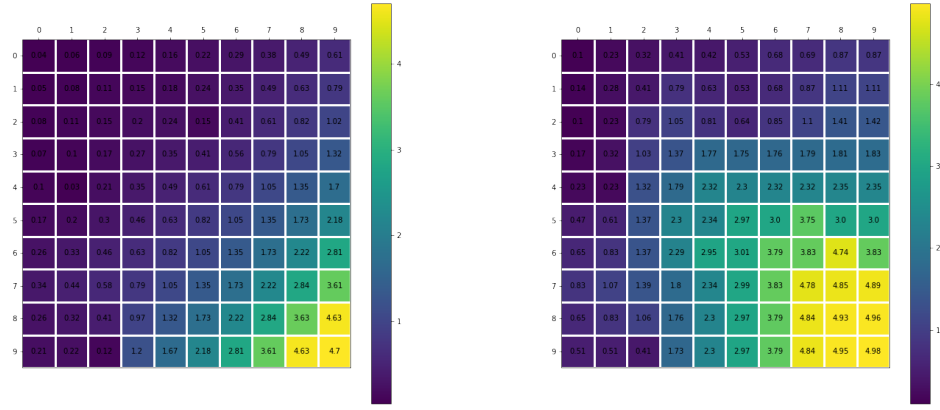 0 1 2 3 4 5 6 7 8 9
0 0.04 0.06 0.09 0.12 0.16 0.22 0.29 0.38 0.49 0.61
1 0.05 0.08 0.11 0.15 0.18 0.24 0.35 0.49 0.63 0.79
2 0.08 0.11 0.15 0.2 0.24 0.15 0.41 0.61 0.82 1.02
3 0.1 0.17 0.27 0.35 0.41 0.56 0.79 1.05 1.32
4 0.1 0.03 0.21 0.35 0.49 0.61 0.79 1.05 1.35 1.7
5 0.17 0.2 0.3 0.46 0.63 0.82 1.05 1.35 1.73 2.18
6 0.26 0.33 0.46 0.63 0.82 1.05 1.35 1.73 2.22 2.81
7 0.34 0.44 0.58 0.79 1.05 1.35 1.73 2.22 2.84 3.61
8 0.26 0.32 0.41 0.97 1.32 1.73 2.22 2.84 3.63 4.63
9 0.21 0.22 0.12 1.2 1.67 2.18 2.81 3.61 4.63 4.7
4
3
2
1
0 1 2 3 4 5 6 7 8 9
0 0.1 0.23 0.32 0.41 0.42 0.53 0.68 0.69 0.87 0.87
1 0.14 0.28 0.41 0.79 0.63 0.53 0.68 0.87 1.11 1.11
2 0.1 0.23 0.79 1.05 0.81 0.64 0.85 1.1 1.41 1.42
3 0.17 0.32 1.03 1.37 1.77 1.75 1.76 1.79 1.81 1.83
4 0.23 0.23 1.32 1.79 2.32 2.3 2.32 2.32 2.35 2.35
5 0.47 0.61 1.37 2.3 2.34 2.97 3.0 3.75 3.0 3.0
6 0.65 0.83 1.37 2.29 2.95 3.01 3.79 3.83 4.74 3.83
7 0.83 1.07 1.39 1.8 2.34 2.99 3.83 4.78 4.85 4.89
8 0.65 0.83 1.06 1.76 2.3 2.97 3.79 4.84 4.93 4.96
9 0.51 0.51 0.41 1.73 2.3 2.97 3.79 4.84 4.95 4.98
4
3
2
1